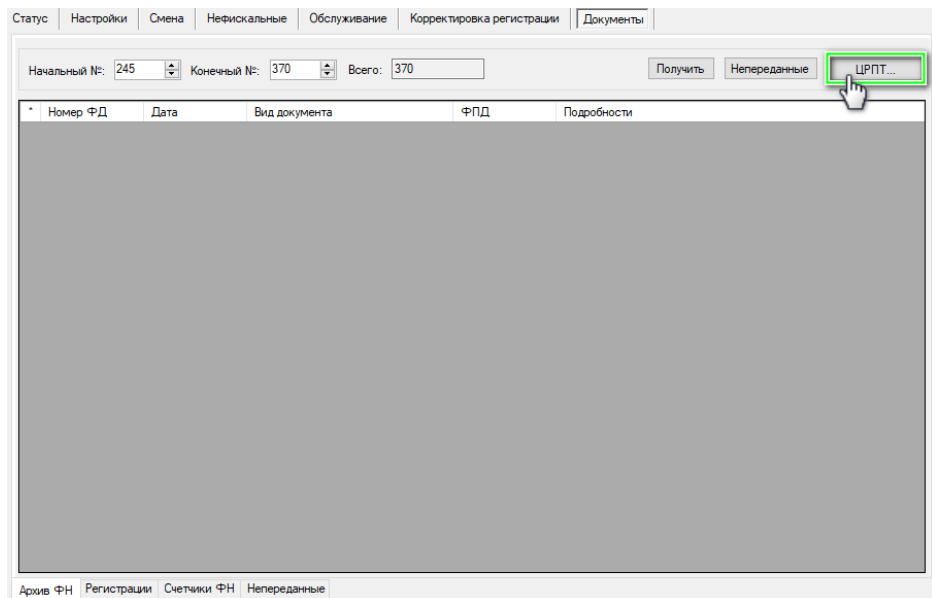 Статус Настройки Смена Нефискальные Обслуживание Корректировка регистрации Документы
Начальный №: 245 Конечный №: 370 Всего: 370 Получить Непереданные ЦРПТ...
* Номер ФД Дата Вид документа ФПД Подробности
Архив ФН Регистрации Счетчики ФН Непереданные